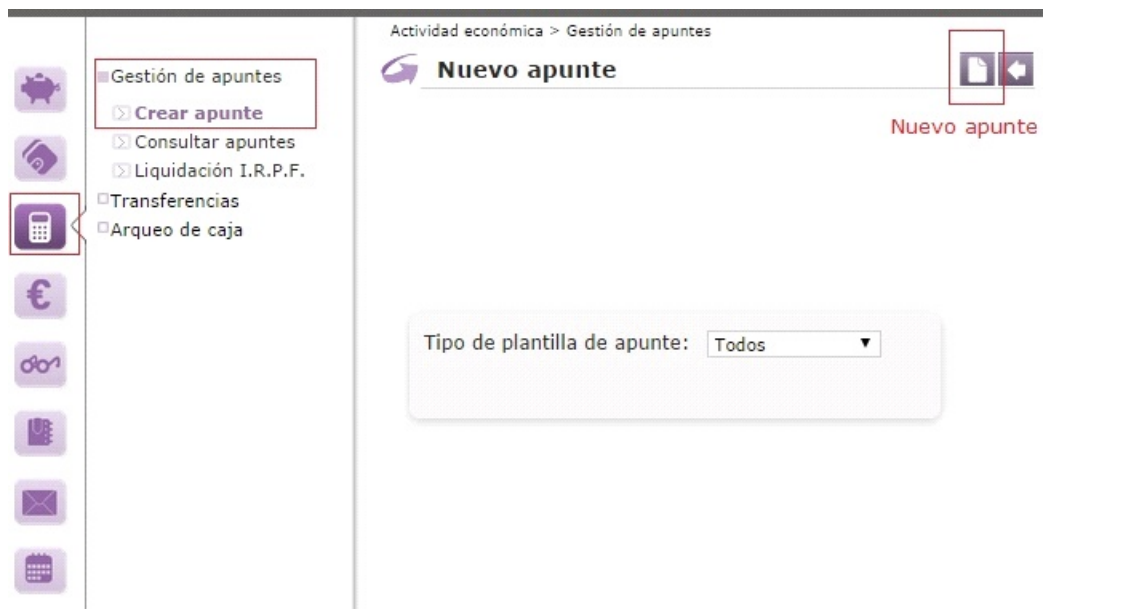 Actividad económica > Gestión de apuntes
Nuevo apunte
Nuevo apunte
Gestión de apuntes
Crear apunte
Consultar apuntes
Liquidación I.R.P.F.
Transferencias
Arqueo de caja
€
Tipo de plantilla de apunte: Todos